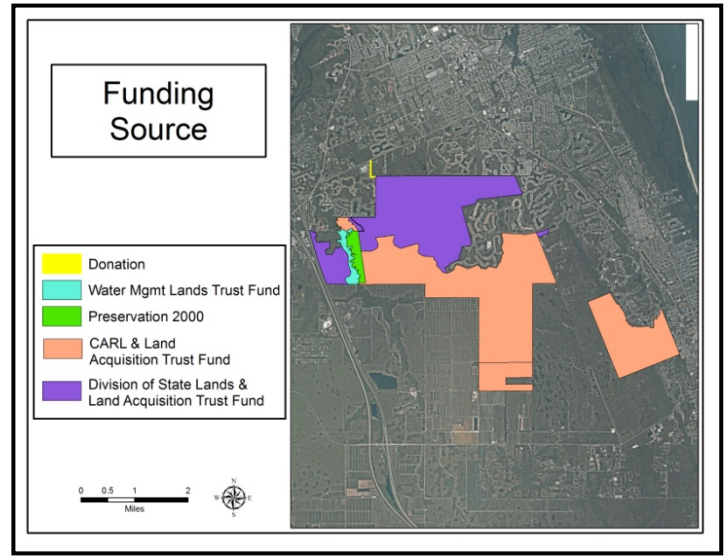 Funding
Source
Donation
Water Mgmt Lands Trust Fund
Preservation 2000
CARL & Land
Acquisition Trust Fund
Division of State Lands &
Land Acquisition Trust Fund
0 0.5 1 2
Miles
N
W E
S